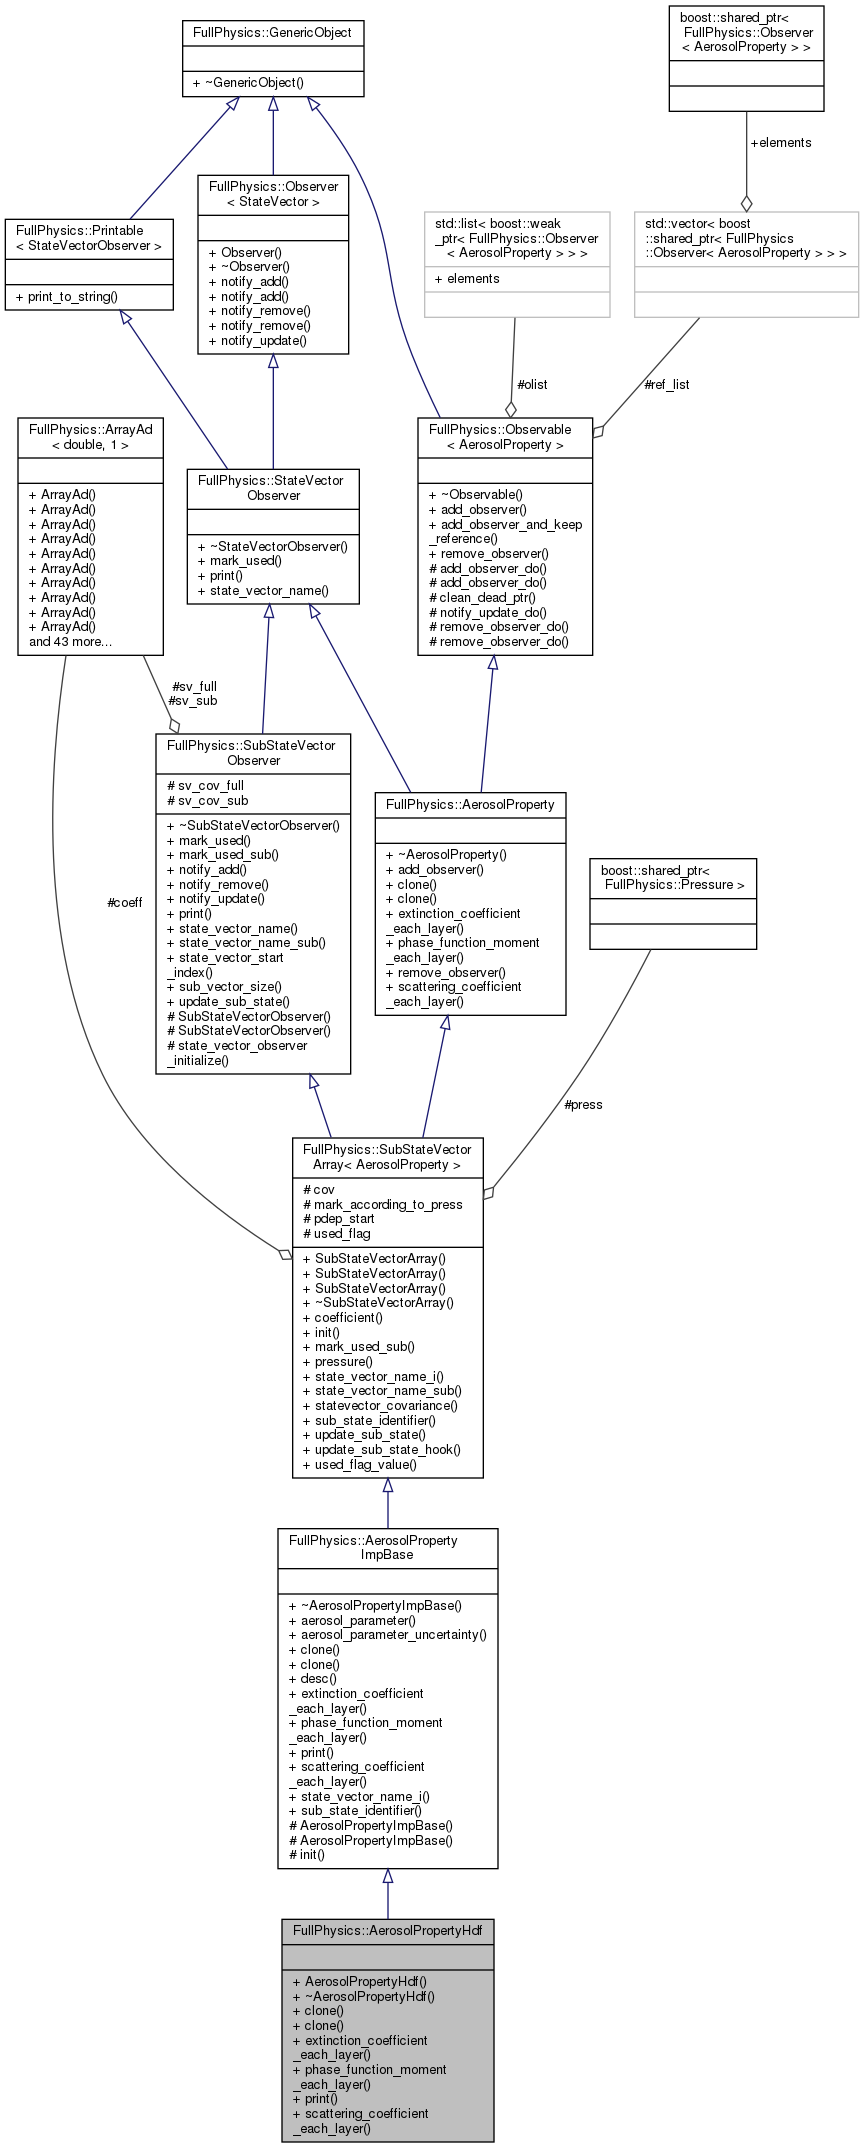 FullPhysics::GenericObject
+ ~GenericObject()
boost::shared_ptr<
FullPhysics::Observer
< AerosolProperty > >
+elements
FullPhysics::Printable
< StateVectorObserver >
+ print_to_string()
FullPhysics::Observer
< StateVector >
+ Observer()
+ ~Observer()
+ notify_add()
+ notify_add()
+ notify_remove()
+ notify_remove()
+ notify_update()
std::list< boost::weak
_ptr< FullPhysics::Observer
< AerosolProperty > > >
+ elements
std::vector< boost
::shared_ptr< FullPhysics
::Observer< AerosolProperty > > >
#olist
#ref_list
FullPhysics::ArrayAd
< double, 1 >
+ ArrayAd()
+ ArrayAd()
+ ArrayAd()
+ ArrayAd()
+ ArrayAd()
+ ArrayAd()
+ ArrayAd()
+ ArrayAd()
+ ArrayAd()
+ ArrayAd()
and 43 more...
FullPhysics::StateVector
Observer
+ ~StateVectorObserver()
+ mark_used()
+ print()
+ state_vector_name()
FullPhysics::Observable
< AerosolProperty >
+ ~Observable()
+ add_observer()
+ add_observer_and_keep
_reference()
+ remove_observer()
# add_observer_do()
# add_observer_do()
# clean_dead_ptr()
# notify_update_do()
# remove_observer_do()
# remove_observer_do()
#sv_full
#sv_sub
FullPhysics::SubStateVector
Observer
# sv_cov_full
# sv_cov_sub
+ ~SubStateVectorObserver()
+ mark_used()
+ mark_used_sub()
+ notify_add()
+ notify_remove()
+ notify_update()
+ print()
+ state_vector_name()
+ state_vector_name_sub()
+ state_vector_start
_index()
+ sub_vector_size()
+ update_sub_state()
# SubStateVectorObserver()
# SubStateVectorObserver()
# state_vector_observer
_initialize()
FullPhysics::AerosolProperty
+ ~AerosolProperty()
+ add_observer()
+ clone()
+ clone()
+ extinction_coefficient
_each_layer()
+ phase_function_moment
_each_layer()
+ remove_observer()
+ scattering_coefficient
_each_layer()
boost::shared_ptr<
FullPhysics::Pressure >
#coeff
#press
FullPhysics::SubStateVector
Array< AerosolProperty >
# cov
# mark_according_to_press
# pdep_start
# used_flag
+ SubStateVectorArray()
+ SubStateVectorArray()
+ SubStateVectorArray()
+ ~SubStateVectorArray()
+ coefficient()
+ init()
+ mark_used_sub()
+ pressure()
+ state_vector_name_i()
+ state_vector_name_sub()
+ statevector_covariance()
+ sub_state_identifier()
+ update_sub_state()
+ update_sub_state_hook()
+ used_flag_value()
FullPhysics::AerosolProperty
ImpBase
+ ~AerosolPropertyImpBase()
+ aerosol_parameter()
+ aerosol_parameter_uncertainty()
+ clone()
+ clone()
+ desc()
+ extinction_coefficient
_each_layer()
+ phase_function_moment
_each_layer()
+ print()
+ scattering_coefficient
_each_layer()
+ state_vector_name_i()
+ sub_state_identifier()
# AerosolPropertyImpBase()
# AerosolPropertyImpBase()
# init()
FullPhysics::AerosolPropertyHdf
+ AerosolPropertyHdf()
+ ~AerosolPropertyHdf()
+ clone()
+ clone()
+ extinction_coefficient
_each_layer()
+ phase_function_moment
_each_layer()
+ print()
+ scattering_coefficient
_each_layer()